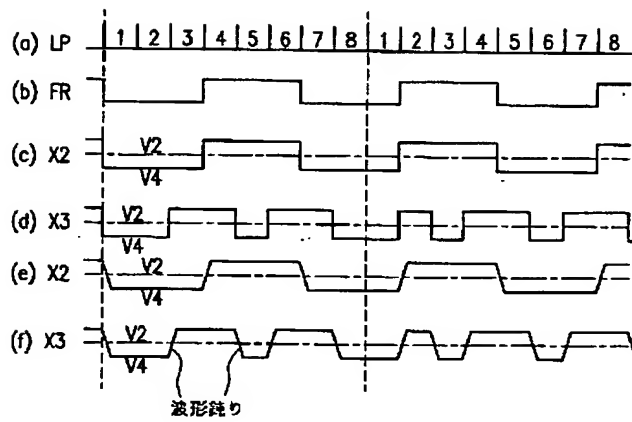 (a) LP 1 2 3 4 5 6 7 8 1 2 3 4 5 6 7 8
(b) FR
(c) X2 V2
V4
(d) X3 V2
V4
(e) X2 V2
V4
(f) X3 V2
V4
波形鈍り